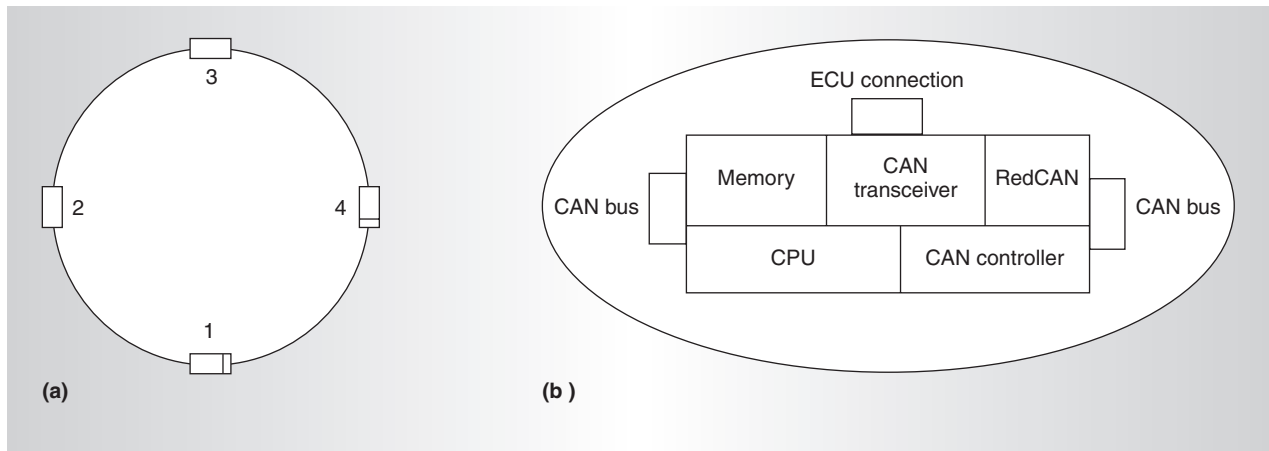 3
2
4
1
(a)
ECU connection
Memory
CAN
transceiver
RedCAN
CAN bus
CAN bus
CPU
CAN controller
(b )